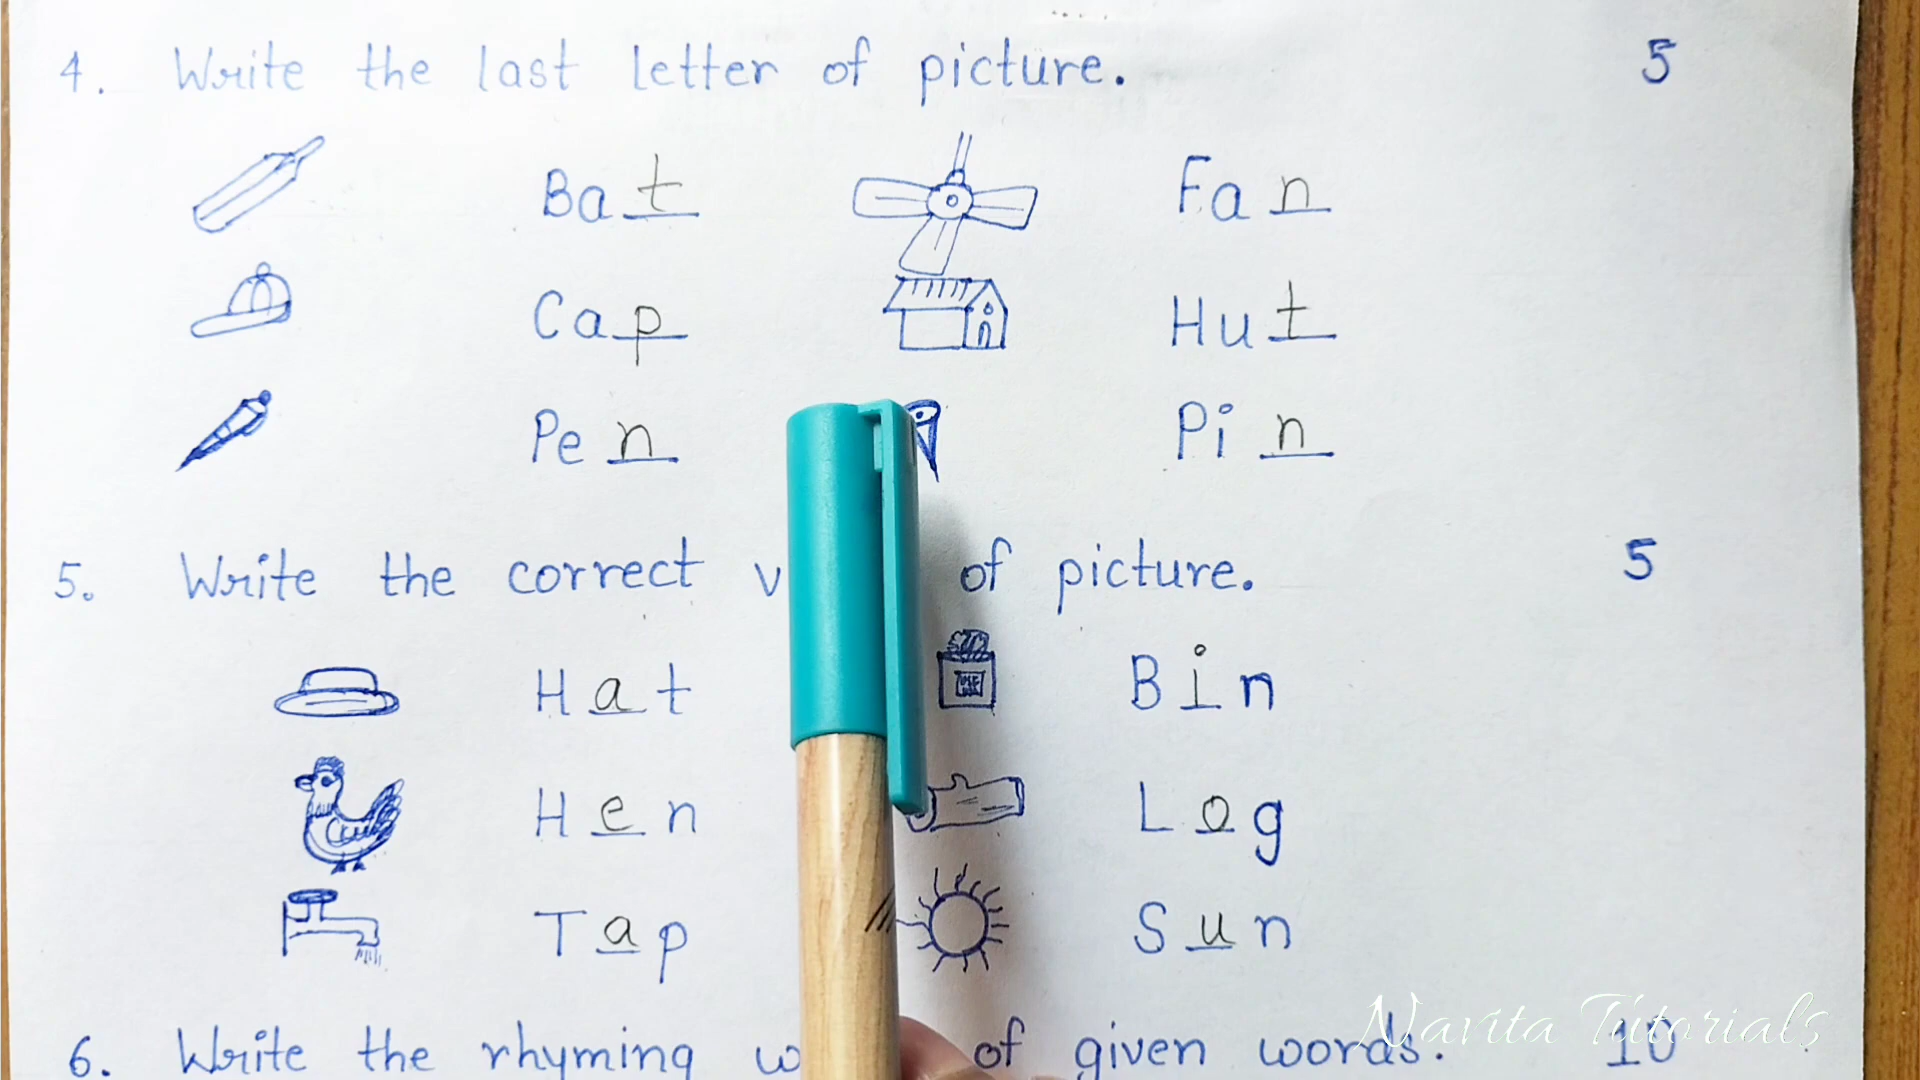 4. Write the last letter of picture. 5
Bat Fan
Cap Hut
Pen Pin
5. Write the correct of picture. 5
Hat Bin
Hen Log
Tap Sun
Navita Tutorials
6. Write the rhyming of given words. 10